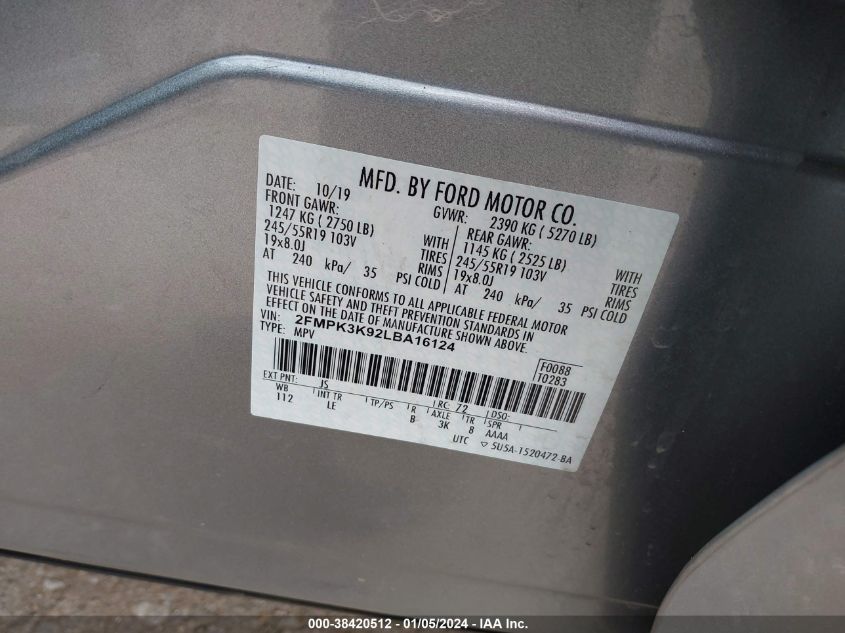 MFD. BY FORD MOTOR CO.
DATE: 10/19 GVWR: 2390 KG ( 5270 LB)
FRONT GAWR: REAR GAWR:
1247 KG ( 2750 LB) WITH 1145 KG ( 2525 LB) WITH
245/55R19 103V TIRES 245/55R19 103V TIRES
19x8.0J RIMS 19x8.0J RIMS
AT 240 kPa/ 35 PSI COLD AT 240 kPa/ 35 PSI COLD
THIS VEHICLE CONFORMS TO ALL APPLICABLE FEDERAL MOTOR
VEHICLE SAFETY AND THEFT PREVENTION STANDARDS IN
EFFECT ON THE DATE OF MANUFACTURE SHOWN ABOVE.
VIN: 2FMPK3K92LBA16124
TYPE: MPV
F0088
T0283
EXT PNT: JS RC: 72 DSO:
WB INT TR TP/PS R AXLE TR SPR
112 LE B 3K 8 AAAA
UTC 5U5A-1520472-BA
000-38420512 - 01/05/2024 - IAA Inc.